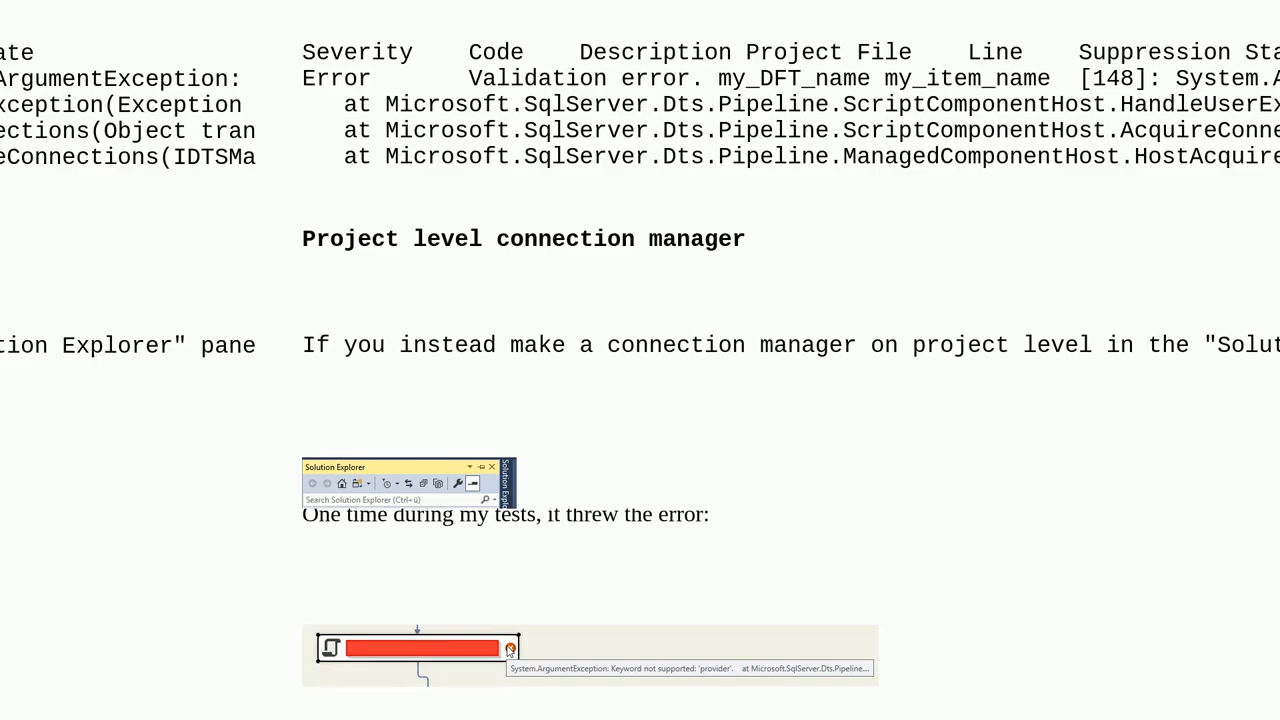 ate
ArgumentException:
xception(Exception
ections(Object tran
eConnections(IDTSMa
Severity    Code    Description Project File    Line    Suppression Sta
Error       Validation error. my_DFT_name my_item_name  [148]: System.A
   at Microsoft.SqlServer.Dts.Pipeline.ScriptComponentHost.HandleUserEx
   at Microsoft.SqlServer.Dts.Pipeline.ScriptComponentHost.AcquireConne
   at Microsoft.SqlServer.Dts.Pipeline.ManagedComponentHost.HostAcquire
Project level connection manager
tion Explorer" pane
If you instead make a connection manager on project level in the "Solut
Solution Explorer
Search Solution Explorer (Ctrl+ü)
Solution Explo
One time during my tests, it threw the error:
System.ArgumentException: Keyword not supported: 'provider'.   at Microsoft.SqlServer.Dts.Pipeline....